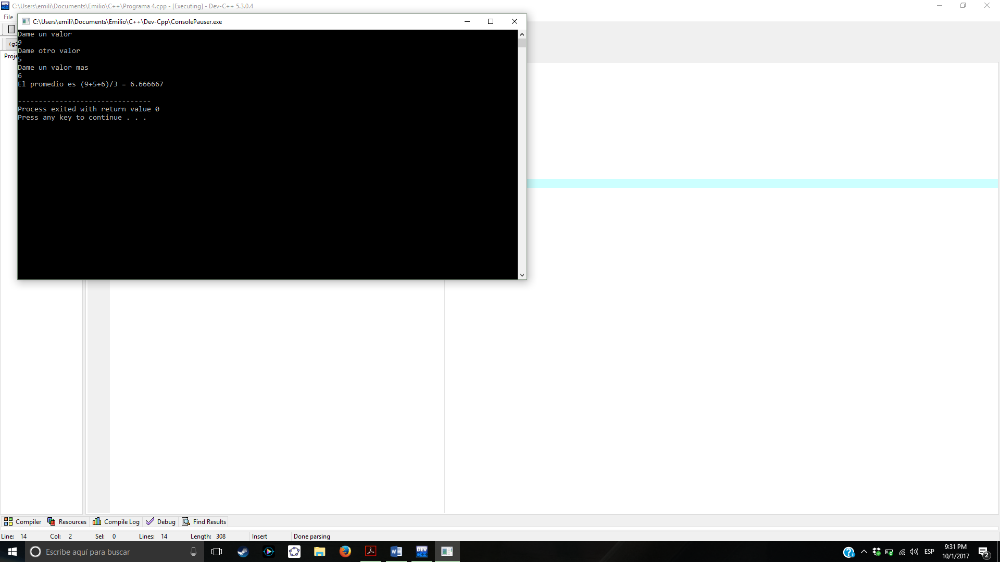 C:\Users\emili\Documents\Emilio\C++\Programa 4.cpp - [Executing] - Dev-C++ 5.3.0.4
File
C:\Users\emili\Documents\Emilio\C++\Dev-Cpp\ConsolePauser.exe
Dame un valor
9
Dame otro valor
5
Dame un valor mas
6
El promedio es (9+5+6)/3 = 6.666667
--------------------------------
Process exited with return value 0
Press any key to continue . . .
(gl
Proje
Compiler Resources Compile Log Debug Find Results
Line: 14 Col: 2 Sel: 0 Lines: 14 Length: 308 Insert Done parsing
Escribe aquí para buscar
DEV
ESP
9:31 PM
10/1/2017
2